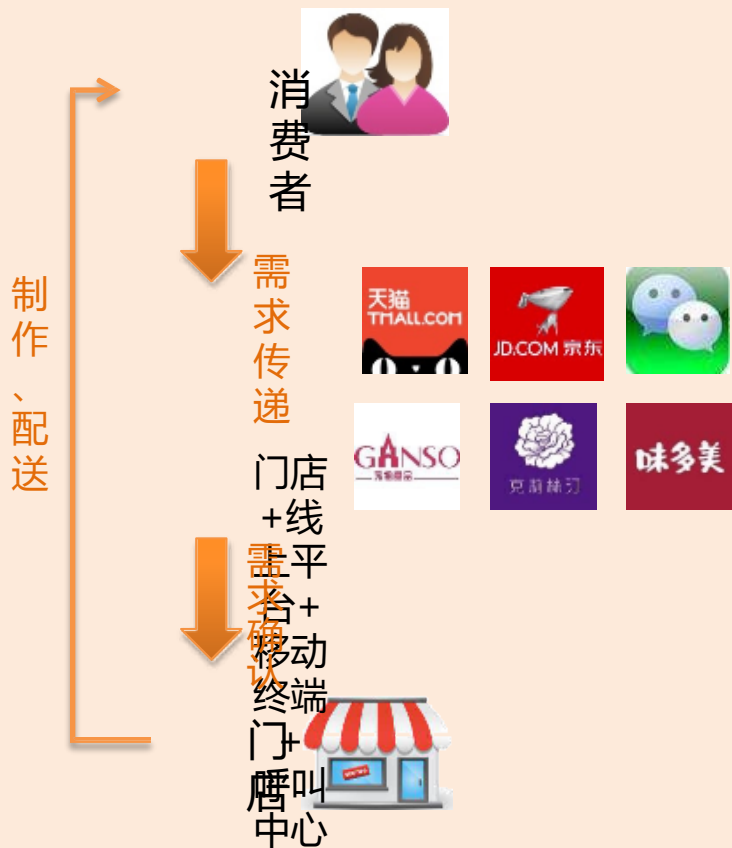 消费者
需求传递
制作、配送
天猫
TMALL.COM
JD.COM 京东
GANSO
味多美
门店
+线
上平
台+
移动
终端
+
呼叫
中心
需求确认
门店